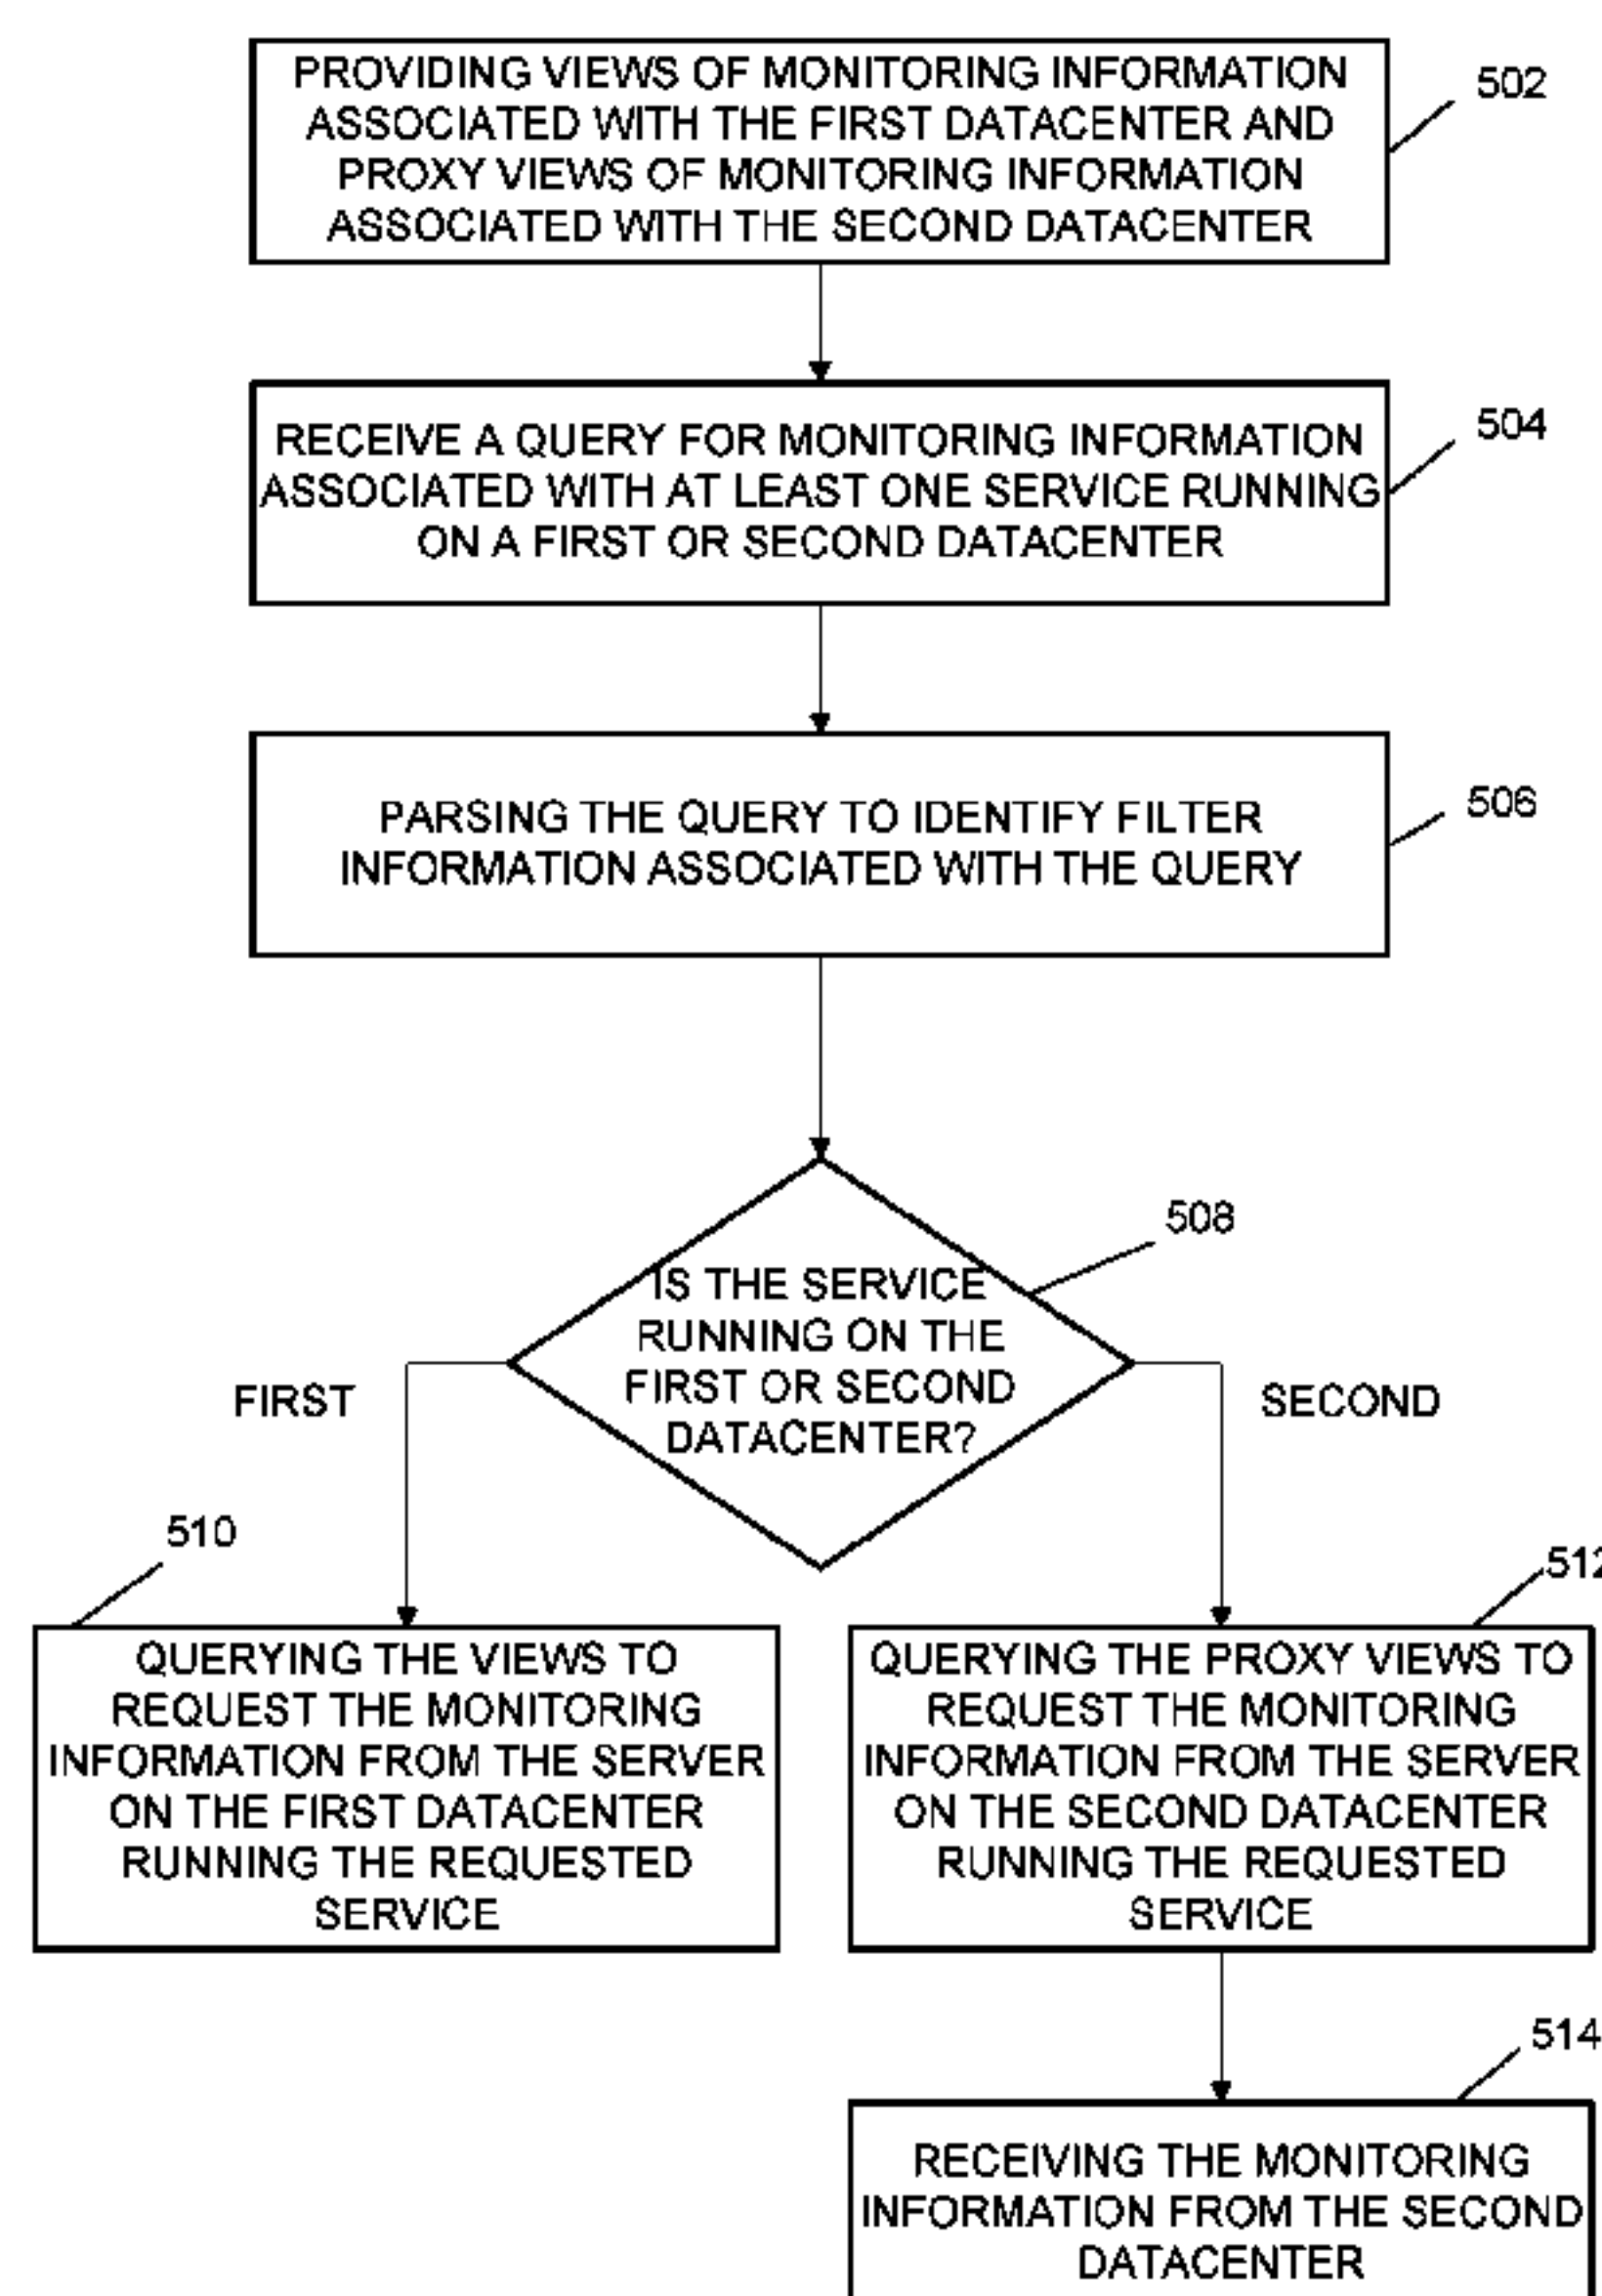 PROVIDING VIEWS OF MONITORING INFORMATION
ASSOCIATED WITH THE FIRST DATACENTER AND
PROXY VIEWS OF MONITORING INFORMATION
ASSOCIATED WITH THE SECOND DATACENTER
502
RECEIVE A QUERY FOR MONITORING INFORMATION
ASSOCIATED WITH AT LEAST ONE SERVICE RUNNING
ON A FIRST OR SECOND DATACENTER
504
PARSING THE QUERY TO IDENTIFY FILTER
INFORMATION ASSOCIATED WITH THE QUERY
506
IS THE SERVICE
RUNNING ON THE
FIRST OR SECOND
DATACENTER?
508
FIRST
SECOND
510
QUERYING THE VIEWS TO
REQUEST THE MONITORING
INFORMATION FROM THE SERVER
ON THE FIRST DATACENTER
RUNNING THE REQUESTED
SERVICE
512
QUERYING THE PROXY VIEWS TO
REQUEST THE MONITORING
INFORMATION FROM THE SERVER
ON THE SECOND DATACENTER
RUNNING THE REQUESTED
SERVICE
514
RECEIVING THE MONITORING
INFORMATION FROM THE SECOND
DATACENTER